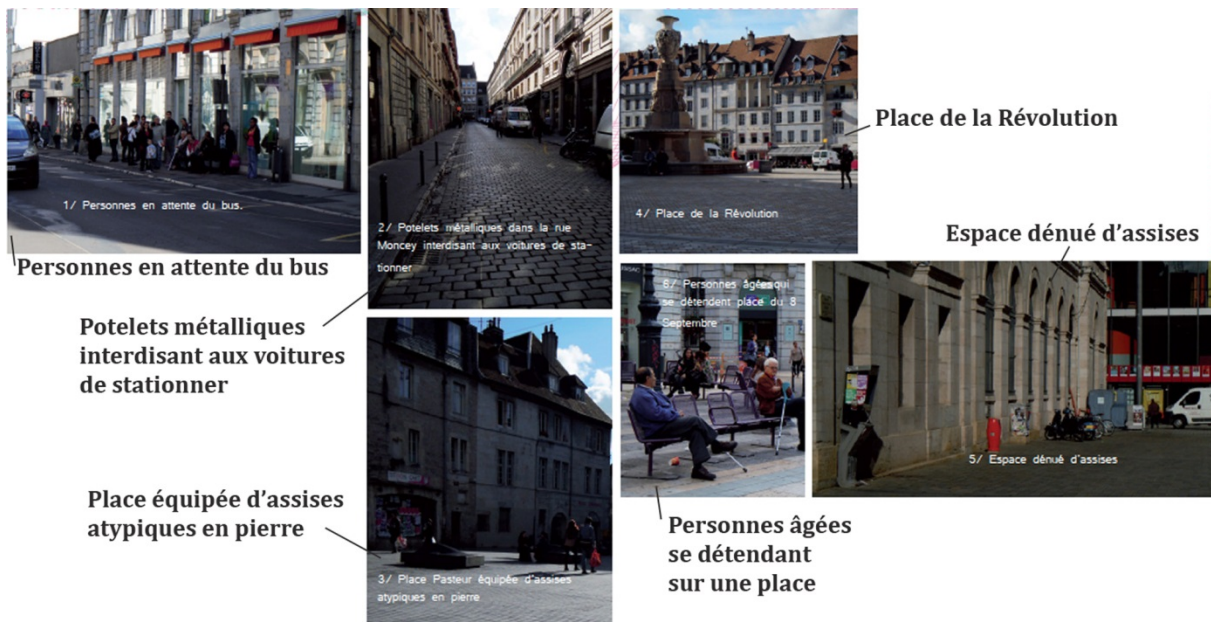 1/ Personnes en attente du bus.
Personnes en attente du bus
2/ Potelets métalliques dans la rue
Moncey interdisant aux voitures de sta-
tionner
Potelets métalliques
interdisant aux voitures
de stationner
4/ Place de la Révolution
Place de la Révolution
Espace dénué d'assises
6/ Personnes âgées qui
se détendent place du 8
Septembre
5/ Espace dénué d'assises
Place équipée d'assises
atypiques en pierre
3/ Place Pasteur équipée d'assises
atypiques en pierre
Personnes âgées
se détendant
sur une place